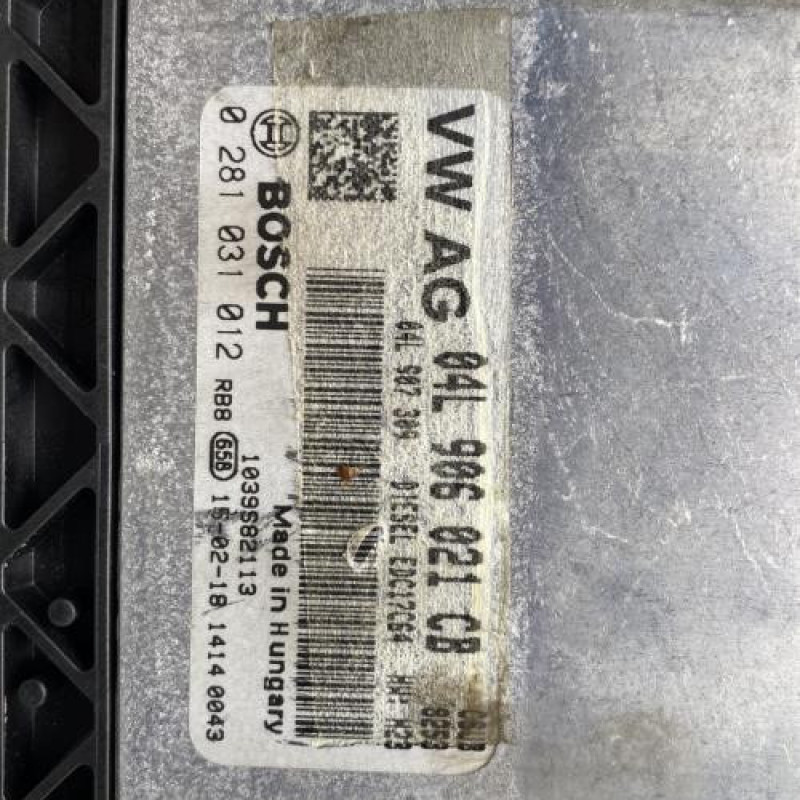 VW AG 04L 906 021 CB
04L 907 309 DIESEL EDC17C64
BOSCH
Made in Hungary
1039S82113
0 281 031 012 RB8 658 15-02-18 1414 0043